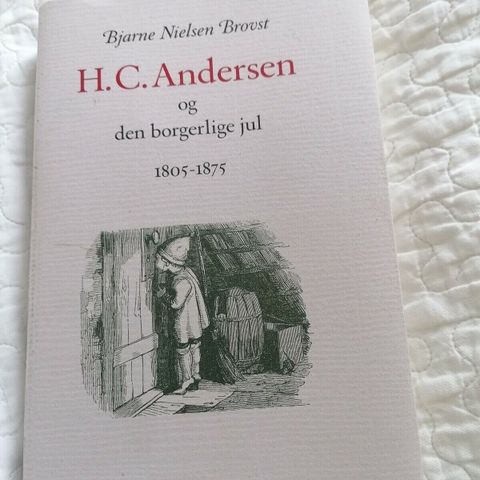 Bjarne Nielsen Brovst
H. C. Andersen
og
den borgerlige jul
1805-1875